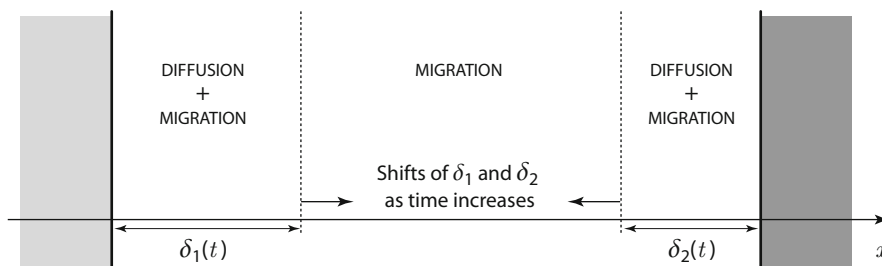 DIFFUSION
+
MIGRATION
MIGRATION
DIFFUSION
+
MIGRATION
Shifts of δ₁ and δ₂
as time increases
δ₁(t)
δ₂(t)
x